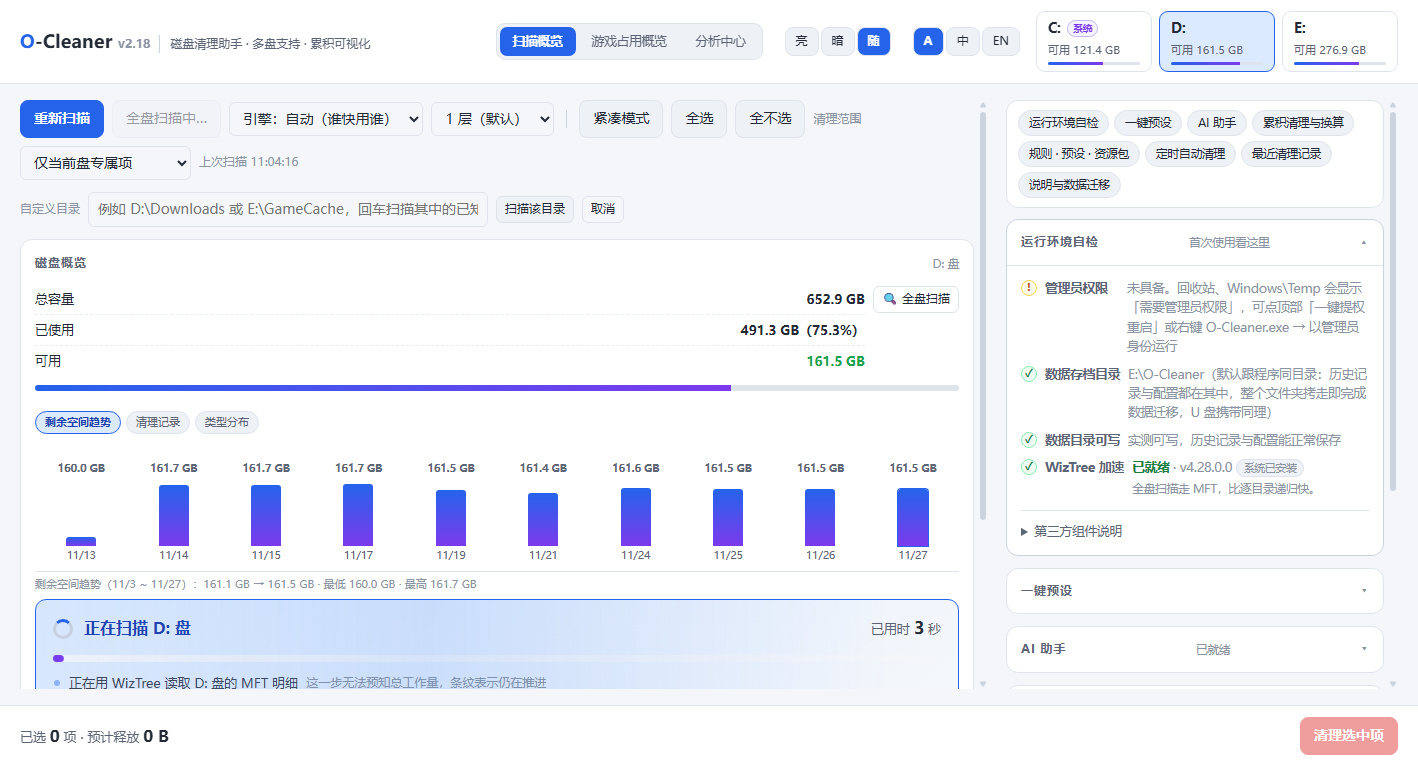 O-Cleaner v2.18 磁盘清理助手 · 多盘支持 · 累积可视化
扫描概览 游戏占用概览 分析中心
亮 暗 随 A 中 EN
C: 系统
可用 121.4 GB
D:
可用 161.5 GB
E:
可用 276.9 GB
重新扫描 全盘扫描中... 引擎：自动（谁快用谁） 1 层（默认） 紧凑模式 全选 全不选 清理范围
仅当前盘专属项 上次扫描 11:04:16
自定义目录 例如 D:\Downloads 或 E:\GameCache，回车扫描其中的已知 扫描该目录 取消
磁盘概览 D: 盘
总容量 652.9 GB 全盘扫描
已使用 491.3 GB（75.3%）
可用 161.5 GB
剩余空间趋势 清理记录 类型分布
160.0 GB 161.7 GB 161.7 GB 161.7 GB 161.5 GB 161.4 GB 161.6 GB 161.5 GB 161.5 GB 161.5 GB
11/13 11/14 11/15 11/17 11/19 11/21 11/24 11/25 11/26 11/27
剩余空间趋势（11/3 ~ 11/27）：161.1 GB → 161.5 GB · 最低 160.0 GB · 最高 161.7 GB
正在扫描 D: 盘 已用时 3 秒
正在用 WizTree 读取 D: 盘的 MFT 明细 这一步无法预知总工作量，条纹表示仍在推进
运行环境自检 一键预设 AI 助手 累积清理与换算
规则 · 预设 · 资源包 定时自动清理 最近清理记录
说明与数据迁移
运行环境自检 首次使用看这里
管理员权限 未具备。回收站、Windows\Temp 会显示
「需要管理员权限」，可点顶部「一键提权
重启」或右键 O-Cleaner.exe → 以管理员
身份运行
数据存档目录 E:\O-Cleaner（默认跟程序同目录：历史记
录与配置都在其中，整个文件夹拷走即完成
数据迁移，U 盘携带同理）
数据目录可写 实测可写，历史记录与配置能正常保存
WizTree 加速 已就绪 · v4.28.0.0 系统已安装
全盘扫描走 MFT，比逐目录递归快。
第三方组件说明
一键预设
AI 助手 已就绪
已选 0 项 · 预计释放 0 B
清理选中项